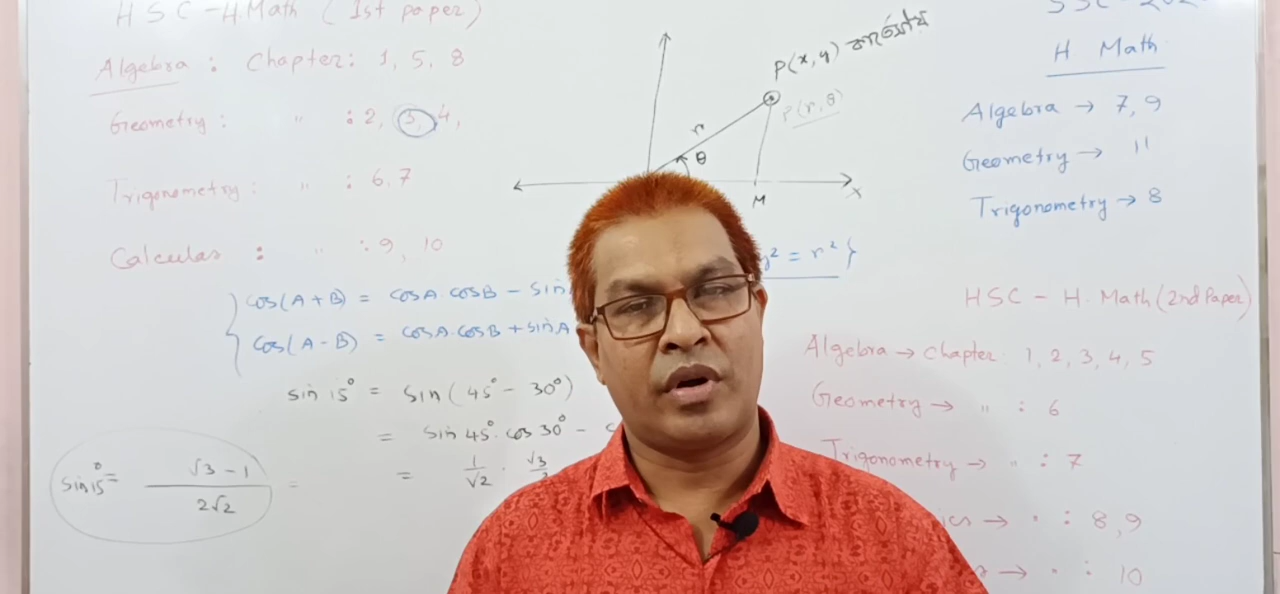 HSC - H.Math (1st paper)
Algebra : Chapter: 1, 5, 8
Geometry : " : 2, 3, 4,
Trigonometry : " : 6, 7
Calculas : " : 9, 10
cos(A + B) = cosA.cosB - sin
cos(A - B) = cosA.cosB + sinA
sin 15° = sin(45° - 30°)
= sin 45°. cos 30° -
= 1/√2 . √3
sin15° = √3 - 1 / 2√2 =
P(x, y)
P(r, θ)
r
θ
M
x
² = r² }
H Math
Algebra → 7, 9
Geometry → 11
Trigonometry → 8
HSC - H.Math (2nd Paper)
Algebra → Chapter: 1, 2, 3, 4, 5
Geometry → " : 6
Trigonometry → " : 7
ics → " : 8, 9
→ " : 10